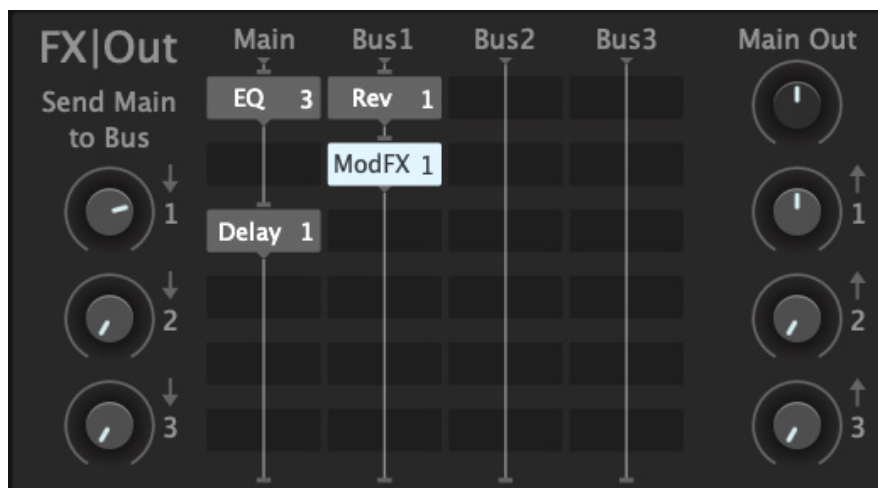 FX|Out Main Bus1 Bus2 Bus3 Main Out
Send Main
to Bus
EQ 3 Rev 1
ModFX 1
1 1
Delay 1
2 2
3 3